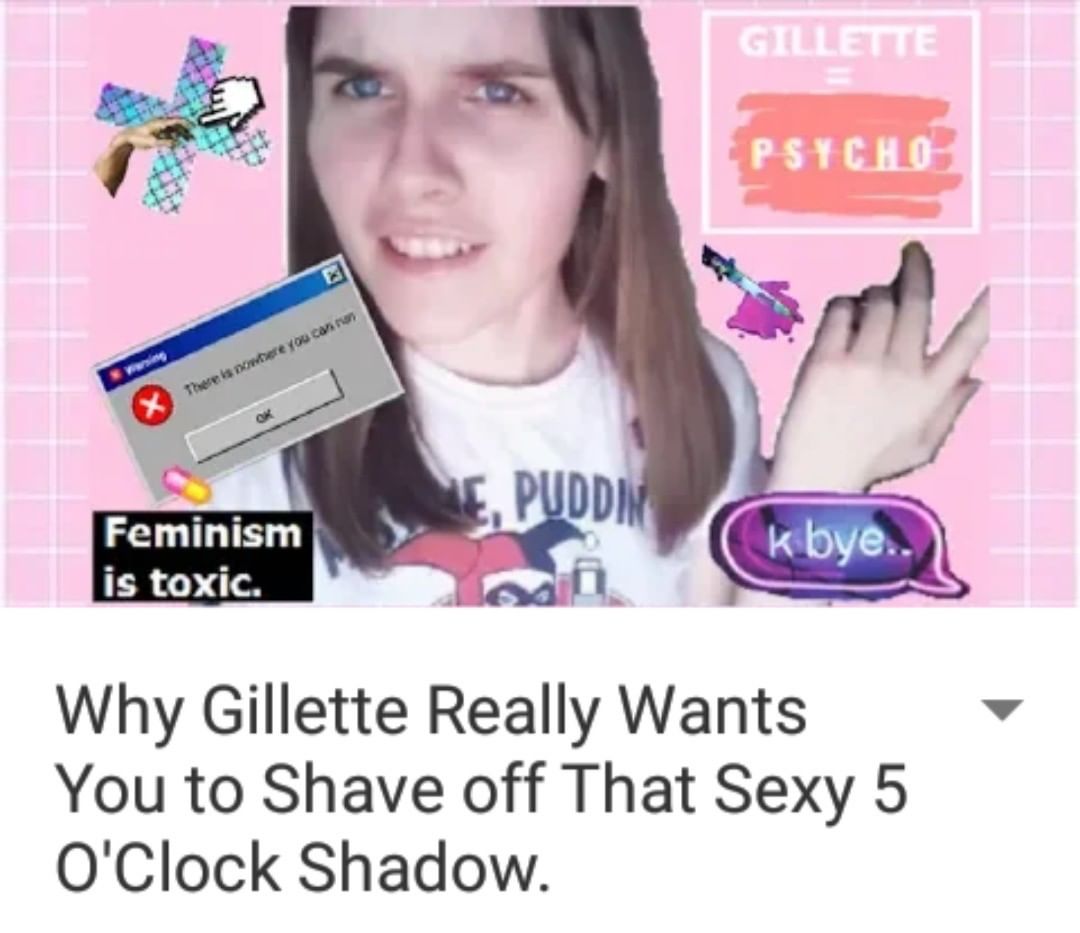 GILLETTE
=
PSYCHO
Warning
There is nowhere you can run
OK
E, PUDDIN
Feminism
is toxic.
k bye..
Why Gillette Really Wants
You to Shave off That Sexy 5
O'Clock Shadow.